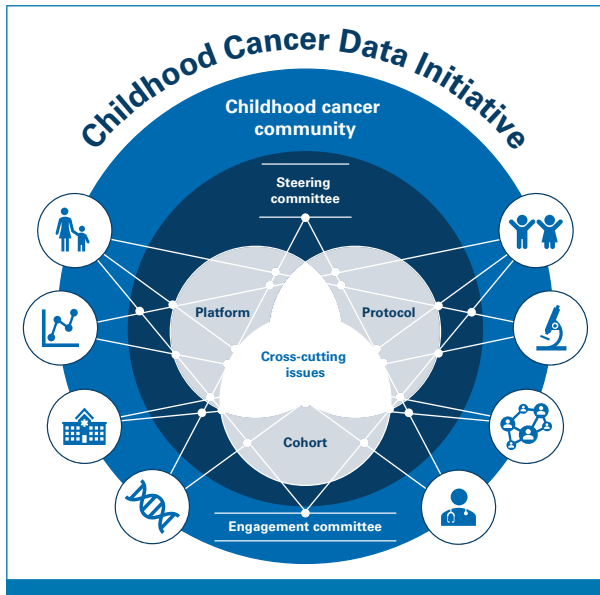 Childhood Cancer Data Initiative
Childhood cancer
community
Steering
committee
Platform
Protocol
Cross-cutting
issues
Cohort
Engagement committee